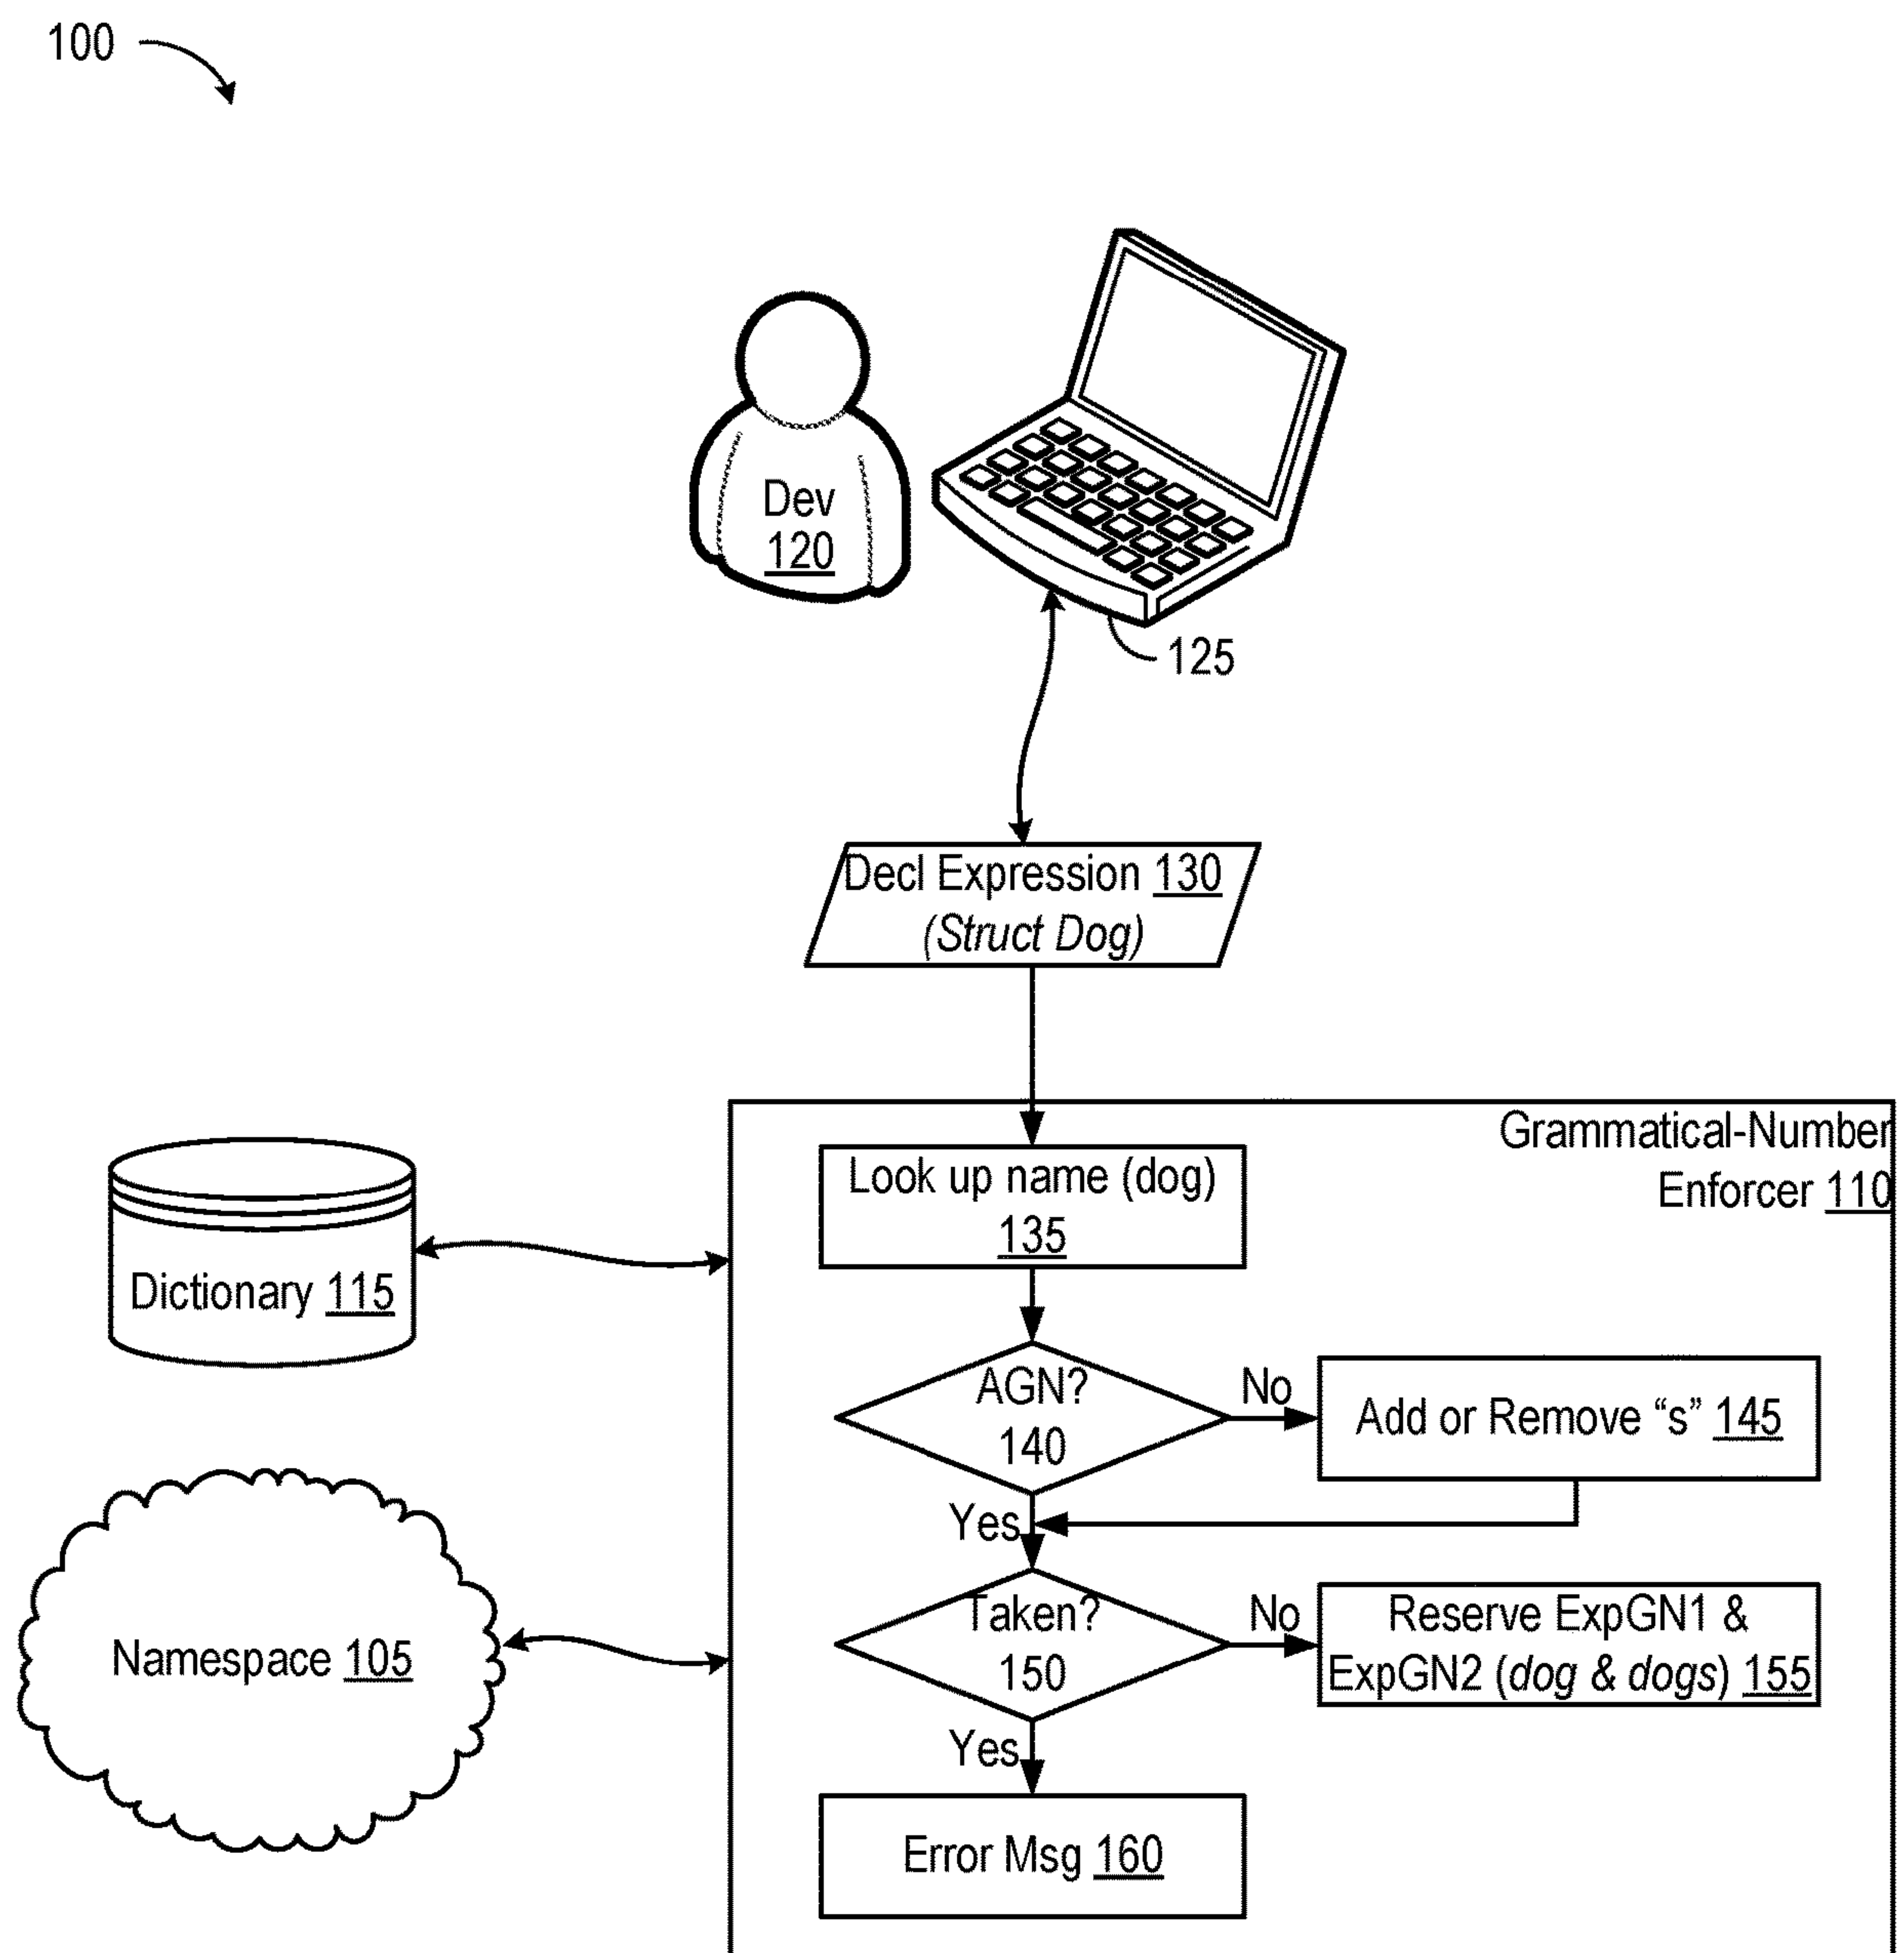 100
Dev
120
125
Decl Expression 130
(Struct Dog)
Grammatical-Number
Enforcer 110
Look up name (dog)
135
Dictionary 115
AGN?
140
No
Add or Remove “s” 145
Yes
Namespace 105
Taken?
150
No
Reserve ExpGN1 &
ExpGN2 (dog & dogs) 155
Yes
Error Msg 160